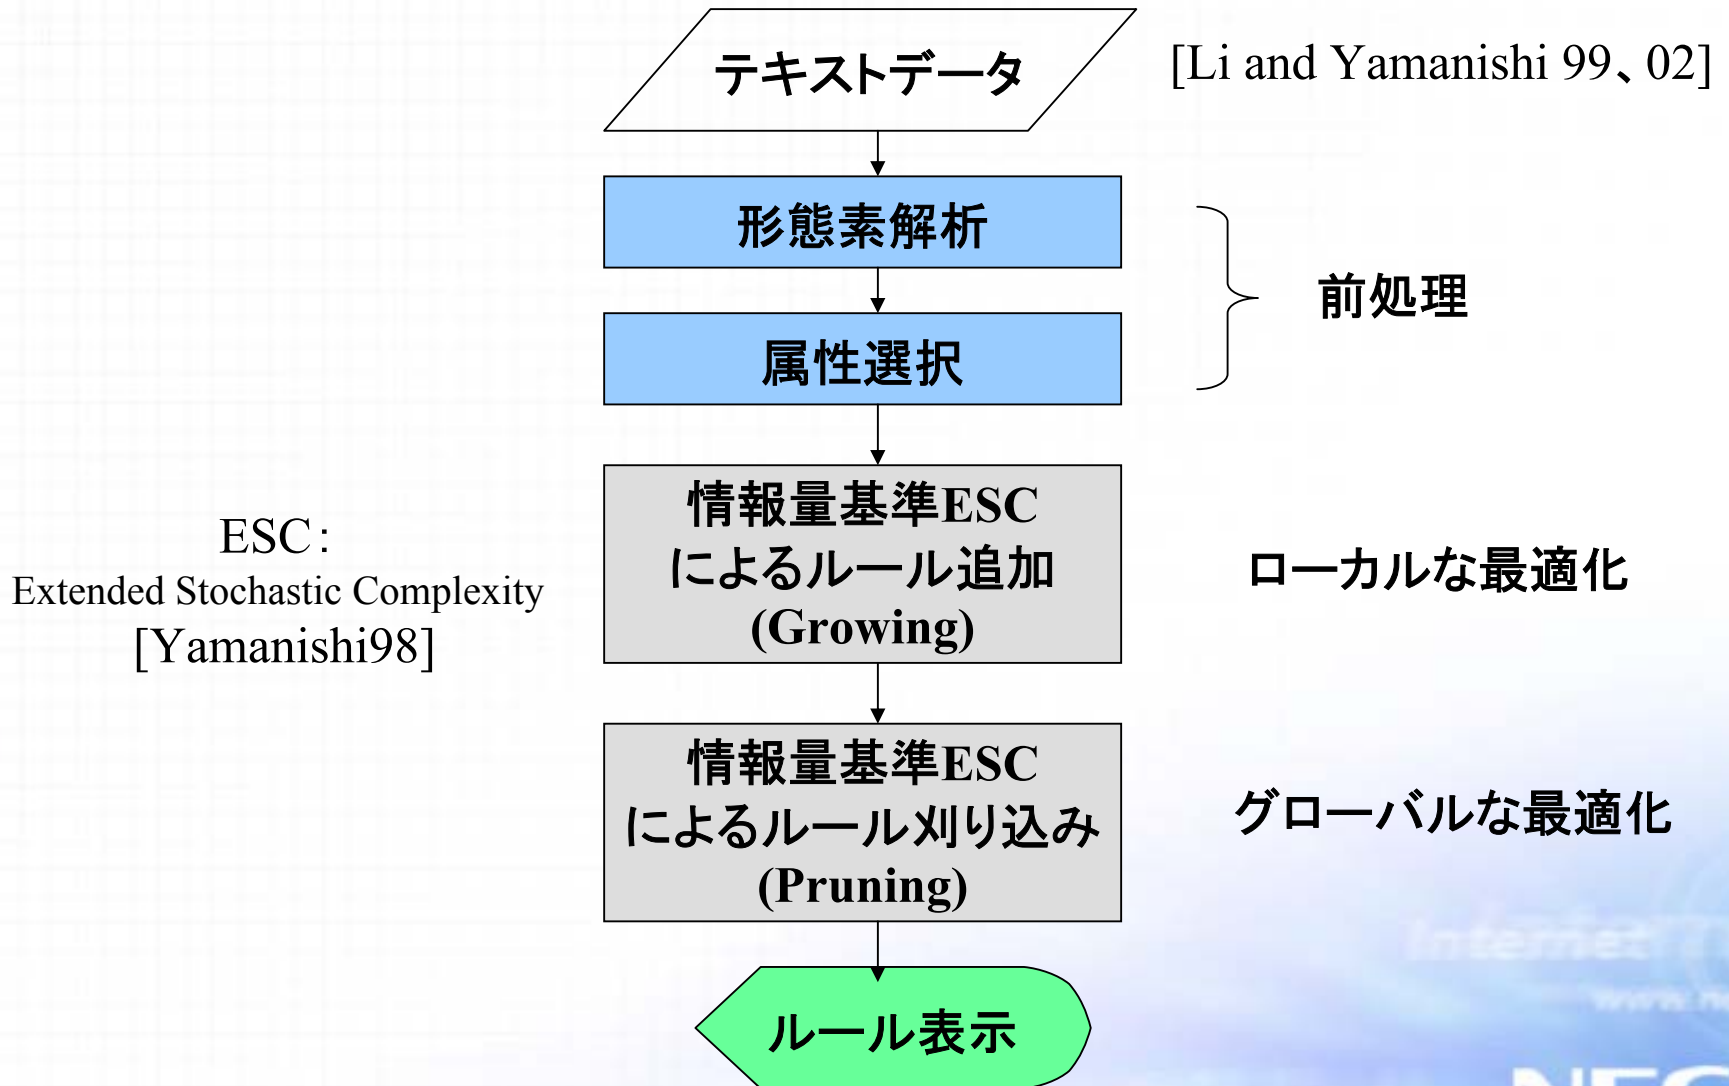 テキストデータ
[Li and Yamanishi 99、02]
形態素解析
属性選択
前処理
情報量基準ESC
によるルール追加
(Growing)
ローカルな最適化
ESC：
Extended Stochastic Complexity
[Yamanishi98]
情報量基準ESC
によるルール刈り込み
(Pruning)
グローバルな最適化
Internet
ルール表示
NEC